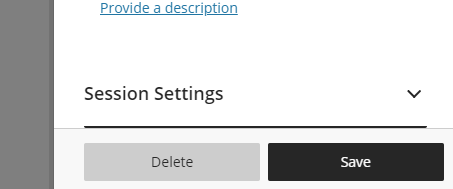 Provide a description
Session Settings
Delete
Save